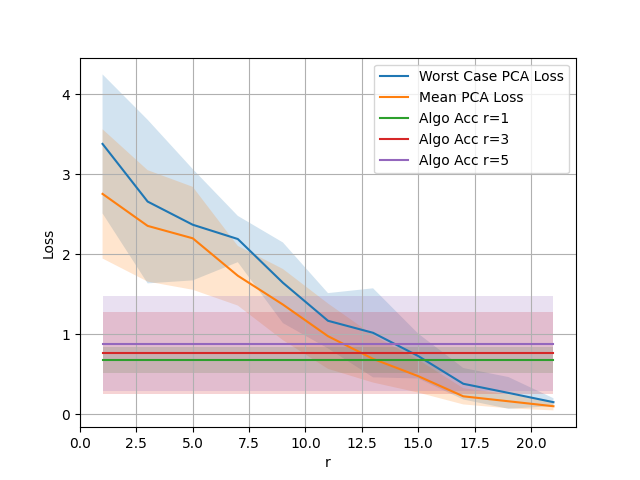 Worst Case PCA Loss
Mean PCA Loss
Algo Acc r=1
Algo Acc r=3
Algo Acc r=5
4
3
2
1
0
Loss
0.0 2.5 5.0 7.5 10.0 12.5 15.0 17.5 20.0
r